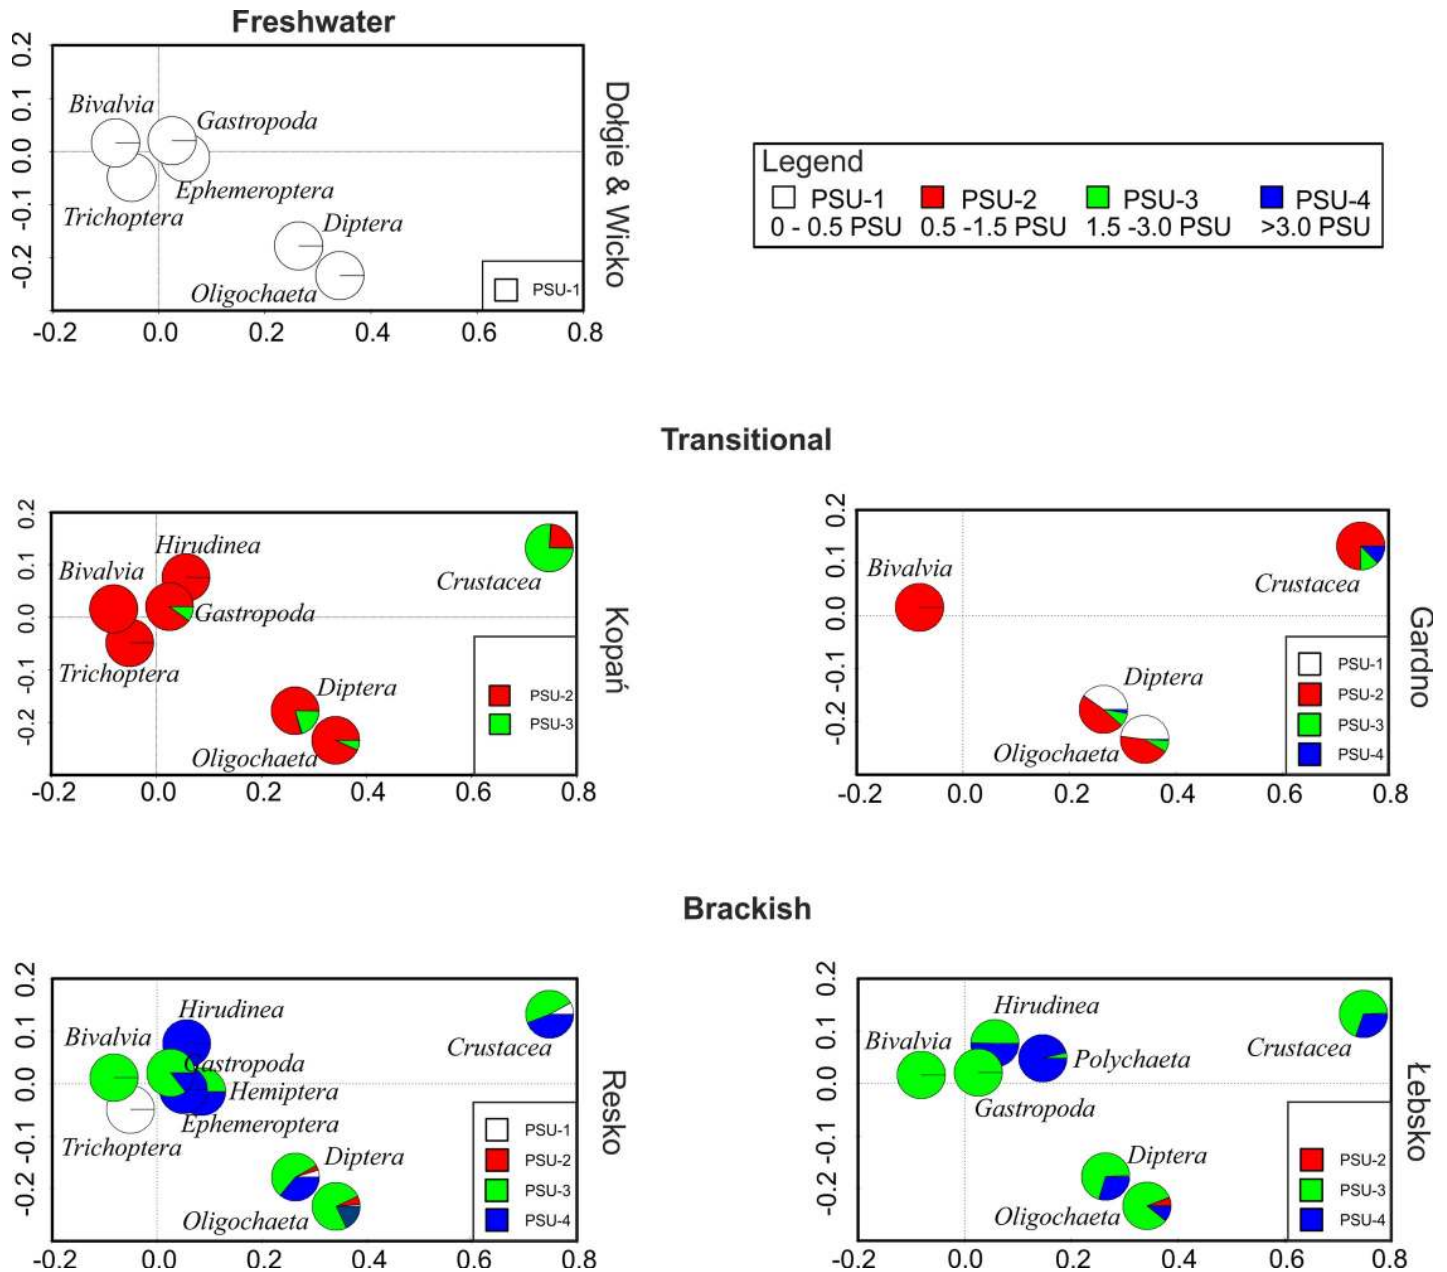 Freshwater
0.2
0.1
0.0
-0.1
-0.2
Bivalvia
Gastropoda
Ephemeroptera
Trichoptera
Diptera
Oligochaeta
PSU-1
-0.2 0.0 0.2 0.4 0.6 0.8
Dołgie & Wicko
Legend
PSU-1 PSU-2 PSU-3 PSU-4
0 - 0.5 PSU 0.5 -1.5 PSU 1.5 -3.0 PSU >3.0 PSU
Transitional
0.2
0.1
0.0
-0.1
-0.2
Hirudinea
Bivalvia
Crustacea
Gastropoda
Trichoptera
Diptera
Oligochaeta
PSU-2
PSU-3
-0.2 0.0 0.2 0.4 0.6 0.8
Kopań
0.2
0.1
0.0
-0.1
-0.2
Bivalvia
Crustacea
Diptera
Oligochaeta
PSU-1
PSU-2
PSU-3
PSU-4
-0.2 0.0 0.2 0.4 0.6 0.8
Gardno
Brackish
0.2
0.1
0.0
-0.1
-0.2
Hirudinea
Bivalvia
Crustacea
Gastropoda
Hemiptera
Ephemeroptera
Trichoptera
Diptera
Oligochaeta
PSU-1
PSU-2
PSU-3
PSU-4
-0.2 0.0 0.2 0.4 0.6 0.8
Resko
0.2
0.1
0.0
-0.1
-0.2
Hirudinea
Bivalvia
Crustacea
Polychaeta
Gastropoda
Diptera
Oligochaeta
PSU-2
PSU-3
PSU-4
-0.2 0.0 0.2 0.4 0.6 0.8
Łebsko